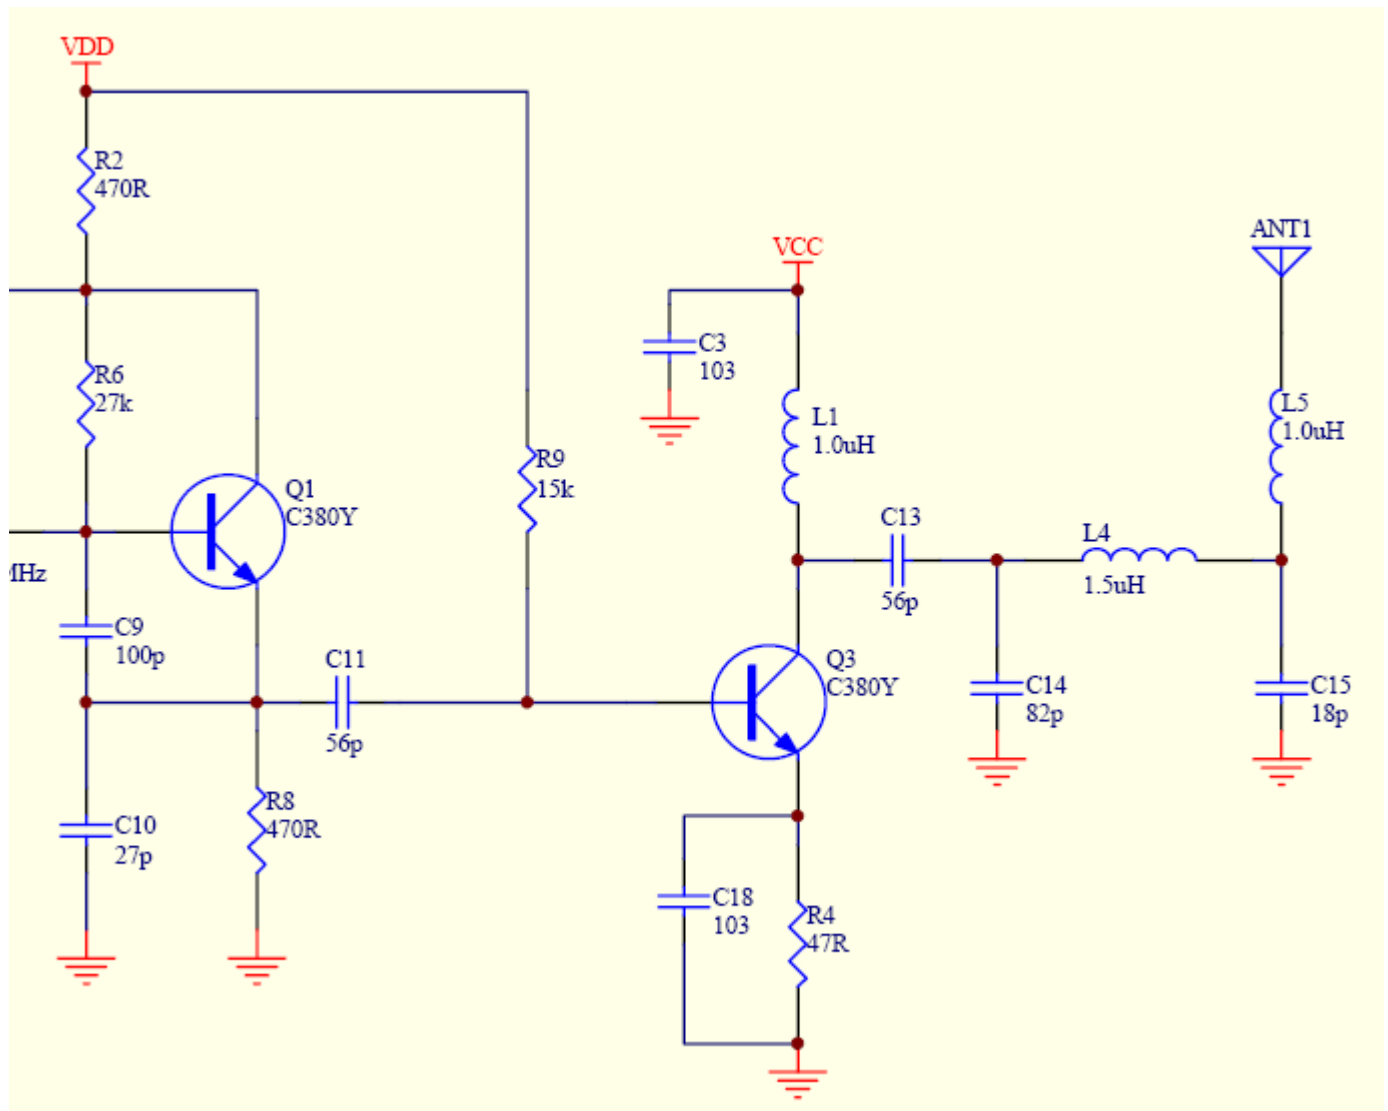 VDD
R2
470R
R6
27k
Q1
C380Y
MHz
C9
100p
C10
27p
R8
470R
C11
56p
R9
15k
VCC
C3
103
L1
1.0uH
Q3
C380Y
C18
103
R4
47R
C13
56p
C14
82p
L4
1.5uH
ANT1
L5
1.0uH
C15
18p